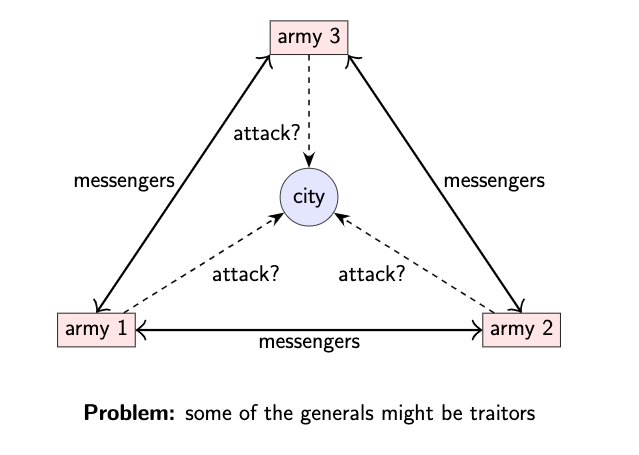 army 3
attack?
messengers
messengers
city
attack?
attack?
army 1
army 2
messengers
Problem: some of the generals might be traitors